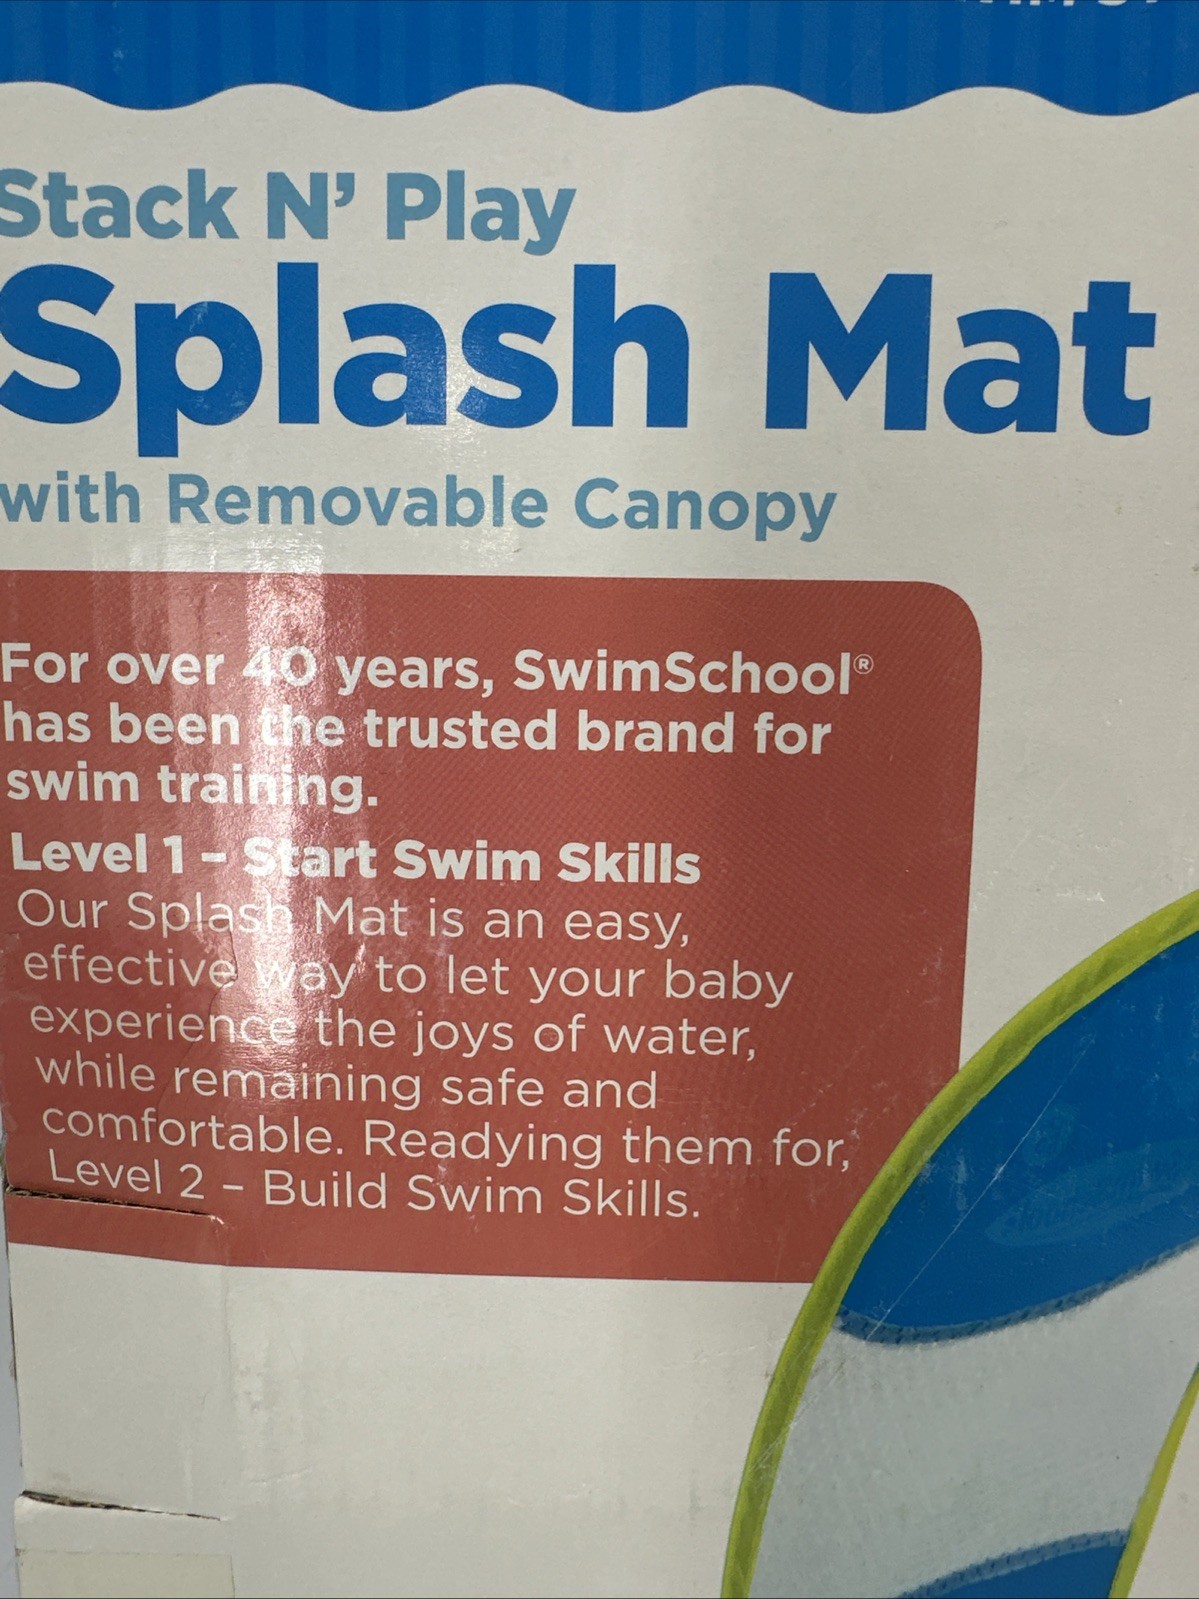 Stack N' Play
Splash Mat
with Removable Canopy
For over 40 years, SwimSchool®
has been the trusted brand for
swim training.
Level 1 – Start Swim Skills
Our Splash Mat is an easy,
effective way to let your baby
experience the joys of water,
while remaining safe and
comfortable. Readying them for,
Level 2 – Build Swim Skills.